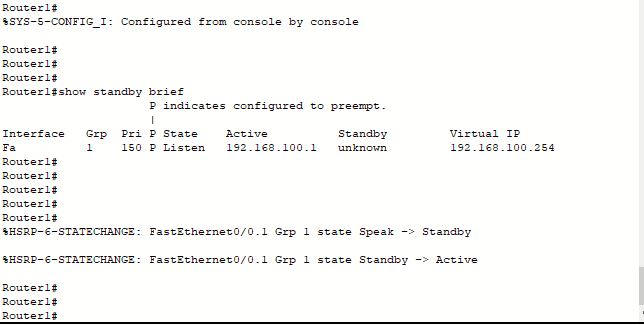 Router1#
%SYS-5-CONFIG_I: Configured from console by console
Router1#
Router1#
Router1#
Router1#show standby brief
P indicates configured to preempt.
|
Interface Grp Pri P State Active Standby Virtual IP
Fa 1 150 P Listen 192.168.100.1 unknown 192.168.100.254
Router1#
Router1#
Router1#
Router1#
Router1#
%HSRP-6-STATECHANGE: FastEthernet0/0.1 Grp 1 state Speak -> Standby
%HSRP-6-STATECHANGE: FastEthernet0/0.1 Grp 1 state Standby -> Active
Router1#
Router1#
Router1#